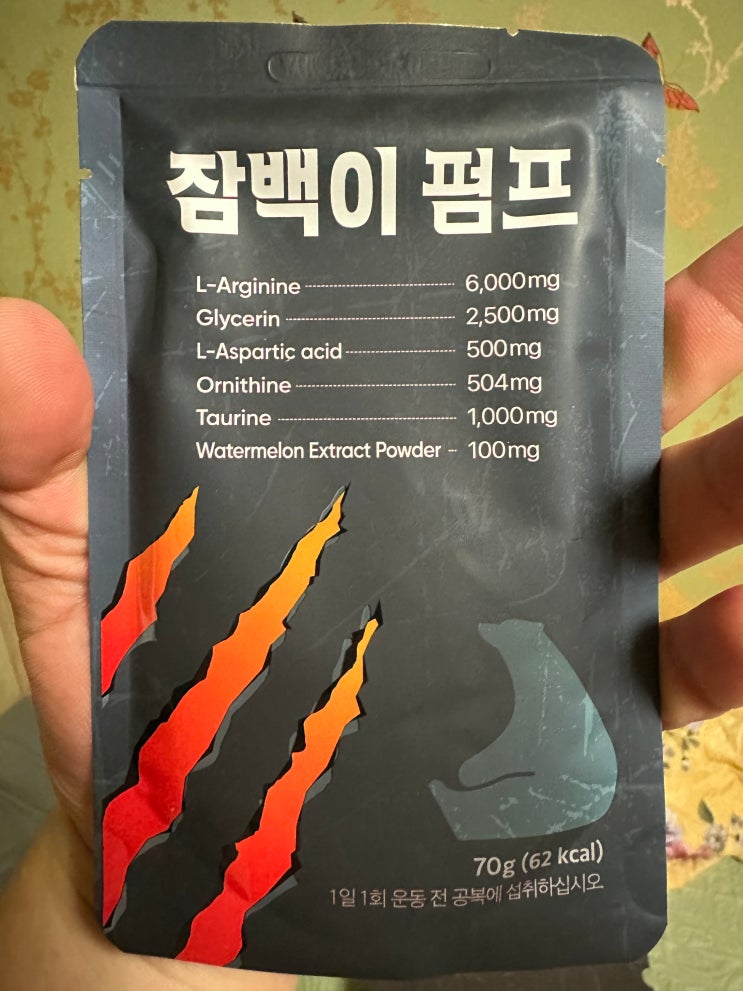 잠백이 펌프
L-Arginine 6,000mg
Glycerin 2,500mg
L-Aspartic acid 500mg
Ornithine 504mg
Taurine 1,000mg
Watermelon Extract Powder 100mg
70g (62 kcal)
1일 1회 운동 전 공복에 섭취하십시오